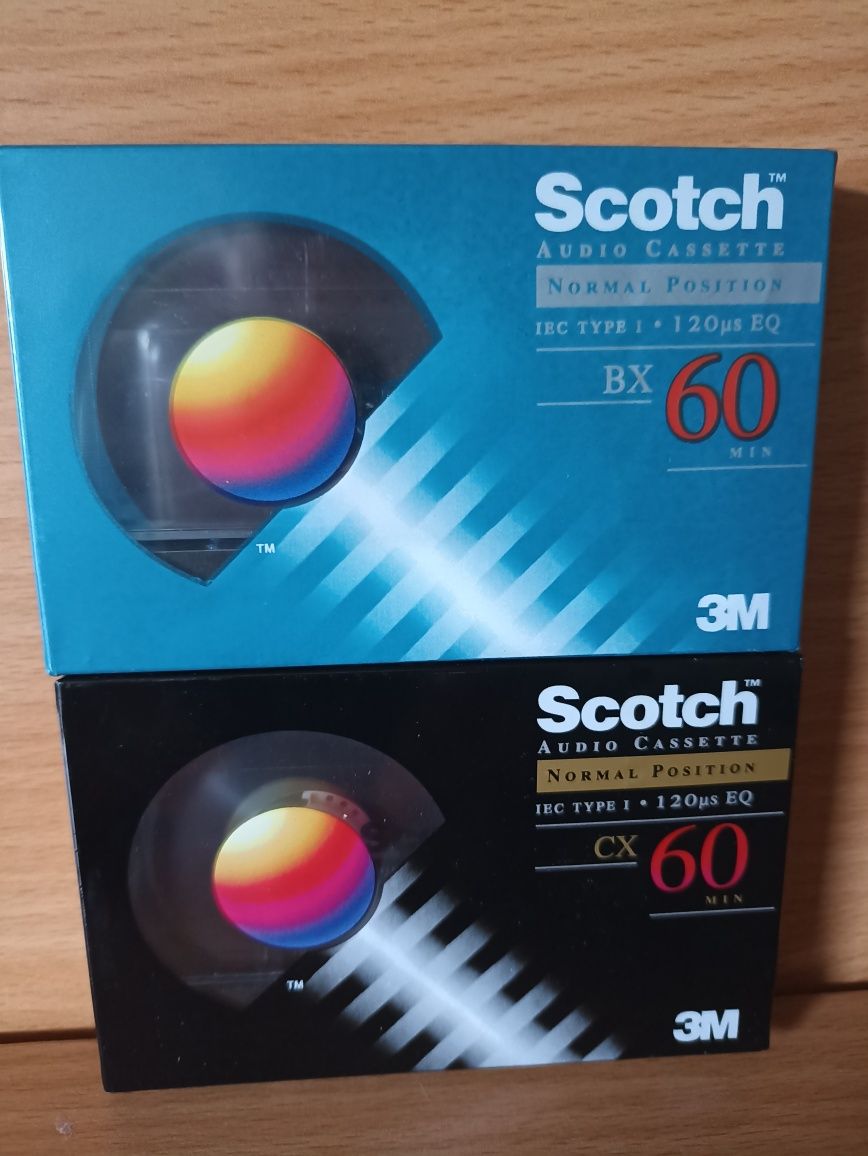 Scotch™
AUDIO CASSETTE
NORMAL POSITION
IEC TYPE I • 120µs EQ
BX 60
MIN
TM
3M
Scotch™
AUDIO CASSETTE
NORMAL POSITION
IEC TYPE I • 120µs EQ
CX 60
MIN
TM
3M